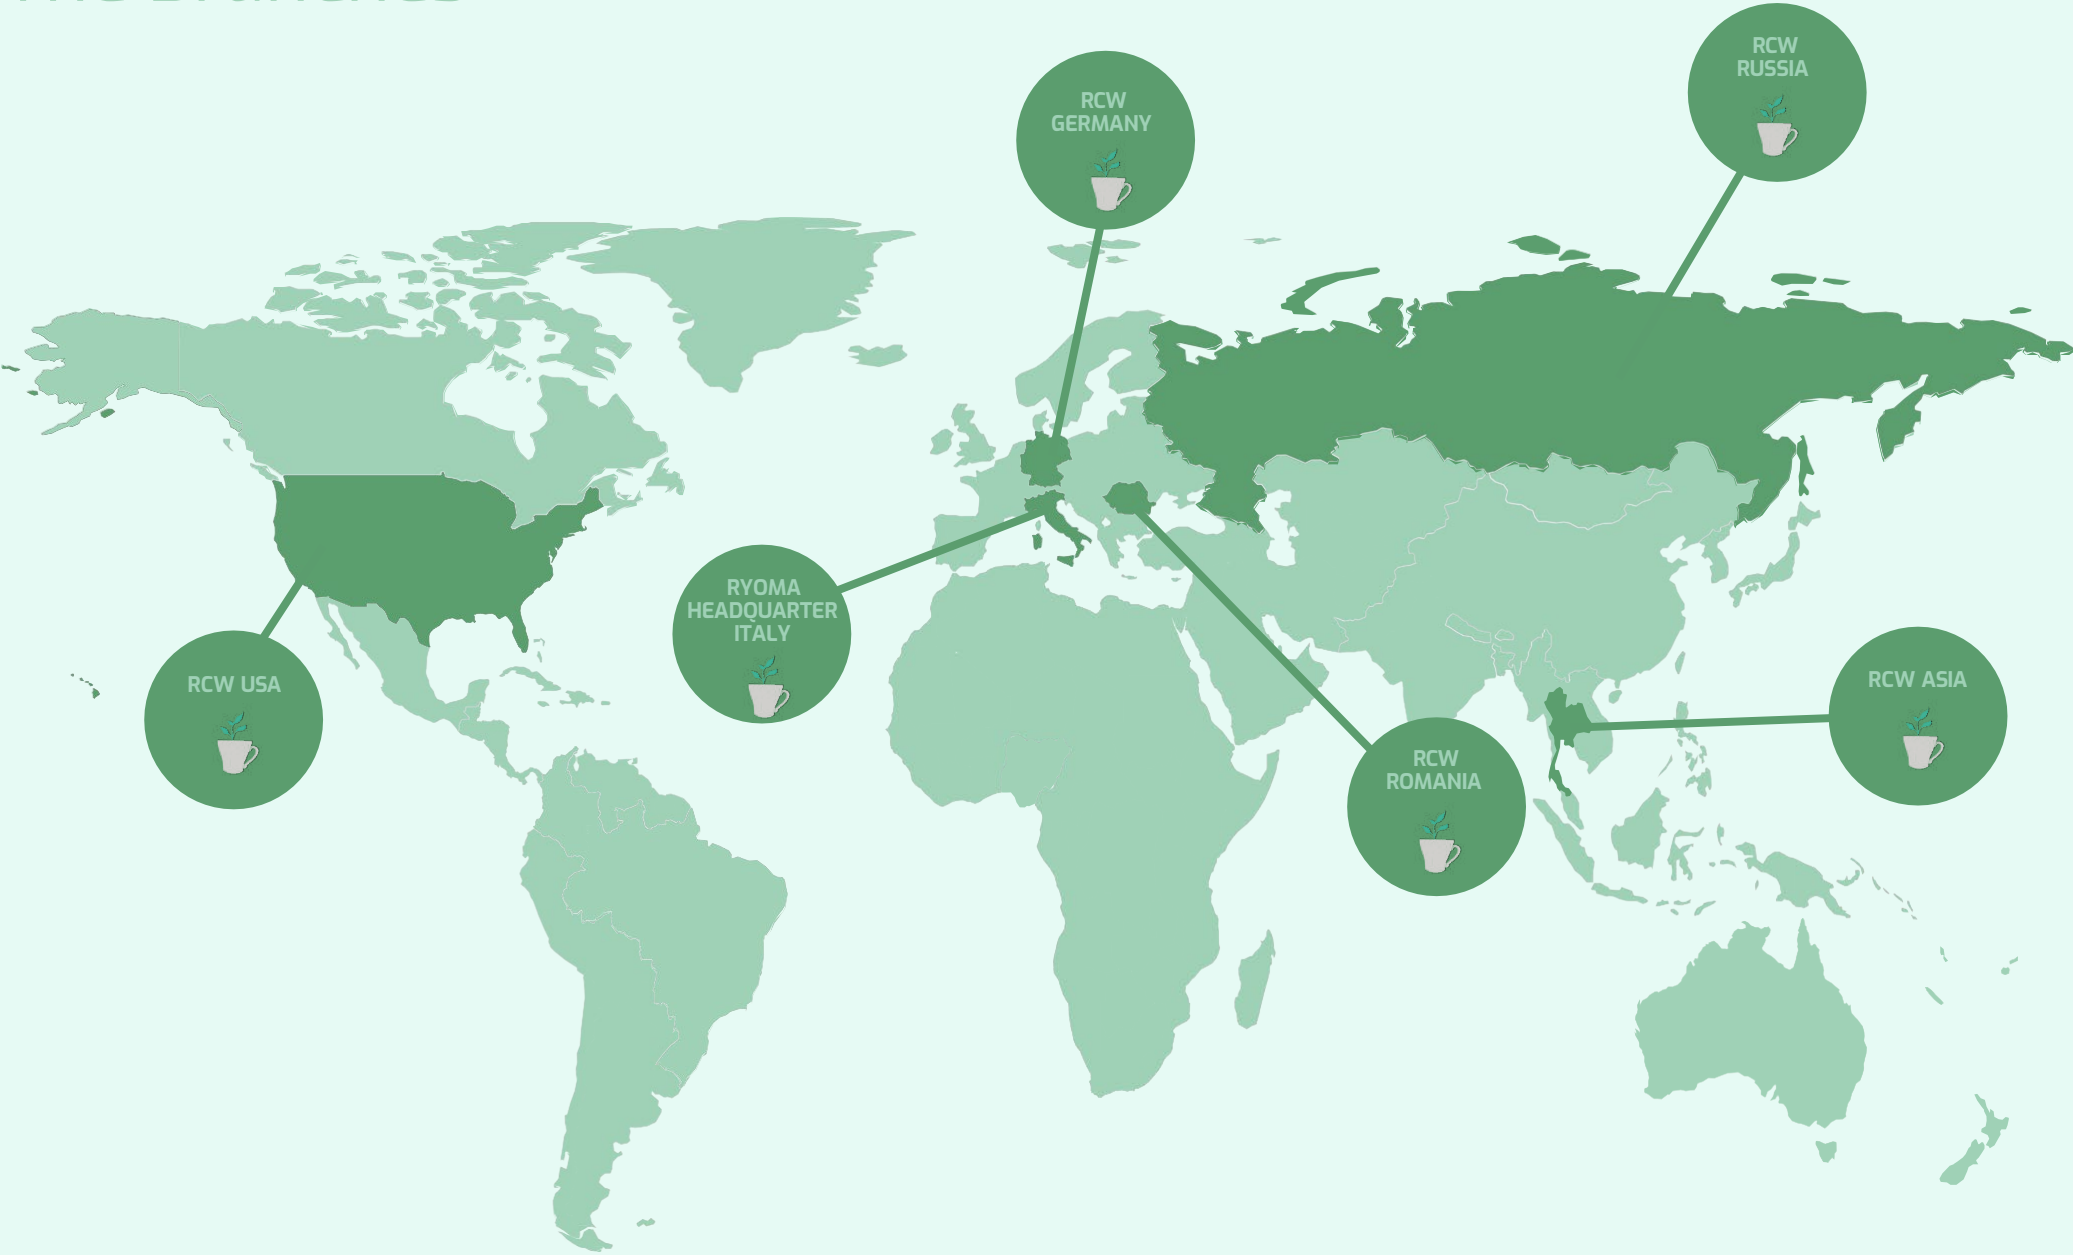 RCW
RUSSIA
RCW
GERMANY
RYOMA
HEADQUARTER
ITALY
RCW USA
RCW ASIA
RCW
ROMANIA